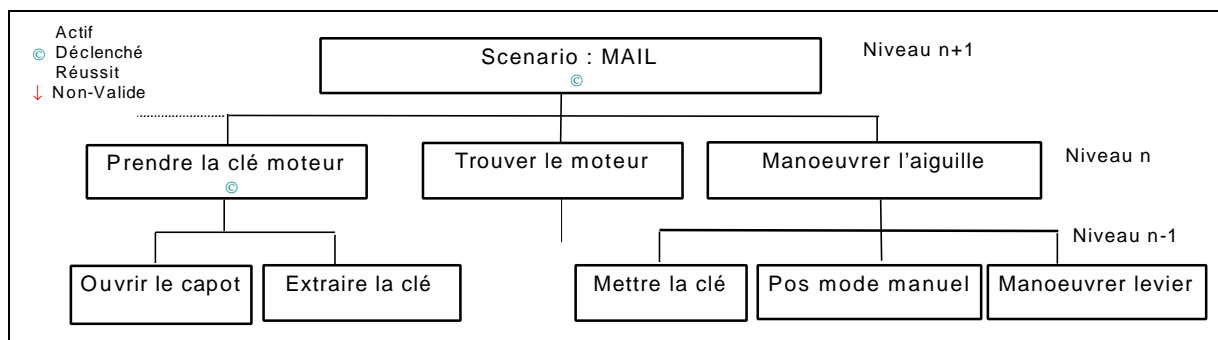 Actif
© Déclenché
Réussit
↓ Non-Valide
Scenario : MAIL
©
Niveau n+1
Prendre la clé moteur
©
Trouver le moteur
Manoeuvrer l'aiguille
Niveau n
Niveau n-1
Ouvrir le capot
Extraire la clé
Mettre la clé
Pos mode manuel
Manoeuvrer levier